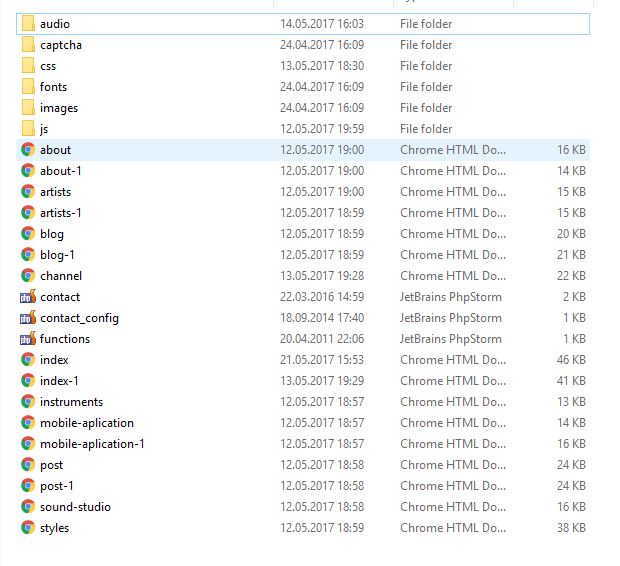 audio 14.05.2017 16:03 File folder
captcha 24.04.2017 16:09 File folder
css 13.05.2017 18:30 File folder
fonts 24.04.2017 16:09 File folder
images 24.04.2017 16:09 File folder
js 12.05.2017 19:59 File folder
about 12.05.2017 19:00 Chrome HTML Do... 16 KB
about-1 12.05.2017 19:00 Chrome HTML Do... 14 KB
artists 12.05.2017 19:00 Chrome HTML Do... 15 KB
artists-1 12.05.2017 18:59 Chrome HTML Do... 15 KB
blog 12.05.2017 18:59 Chrome HTML Do... 20 KB
blog-1 12.05.2017 18:59 Chrome HTML Do... 21 KB
channel 13.05.2017 19:28 Chrome HTML Do... 22 KB
php contact 22.03.2016 14:59 JetBrains PhpStorm 2 KB
php contact_config 18.09.2014 17:40 JetBrains PhpStorm 1 KB
php functions 20.04.2011 22:06 JetBrains PhpStorm 1 KB
index 21.05.2017 15:53 Chrome HTML Do... 46 KB
index-1 13.05.2017 19:29 Chrome HTML Do... 41 KB
instruments 12.05.2017 18:57 Chrome HTML Do... 13 KB
mobile-aplication 12.05.2017 18:57 Chrome HTML Do... 14 KB
mobile-aplication-1 12.05.2017 18:57 Chrome HTML Do... 16 KB
post 12.05.2017 18:58 Chrome HTML Do... 24 KB
post-1 12.05.2017 18:58 Chrome HTML Do... 24 KB
sound-studio 12.05.2017 18:58 Chrome HTML Do... 16 KB
styles 12.05.2017 18:59 Chrome HTML Do... 38 KB